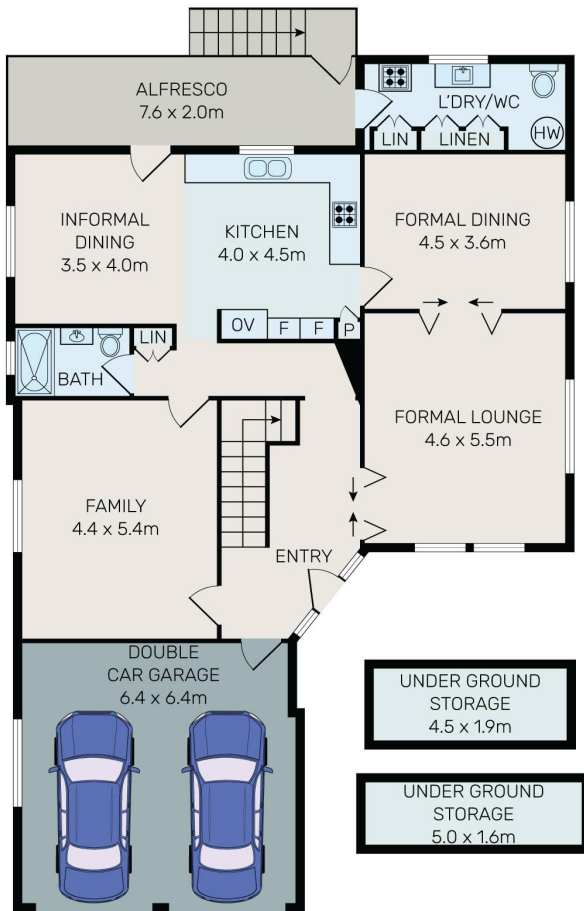 ALFRESCO
7.6 x 2.0m
L'DRY/WC
LIN
LINEN
HW
INFORMAL
DINING
3.5 x 4.0m
KITCHEN
4.0 x 4.5m
FORMAL DINING
4.5 x 3.6m
OV
F
F
P
LIN
BATH
FORMAL LOUNGE
4.6 x 5.5m
FAMILY
4.4 x 5.4m
ENTRY
DOUBLE
CAR GARAGE
6.4 x 6.4m
UNDER GROUND
STORAGE
4.5 x 1.9m
UNDER GROUND
STORAGE
5.0 x 1.6m